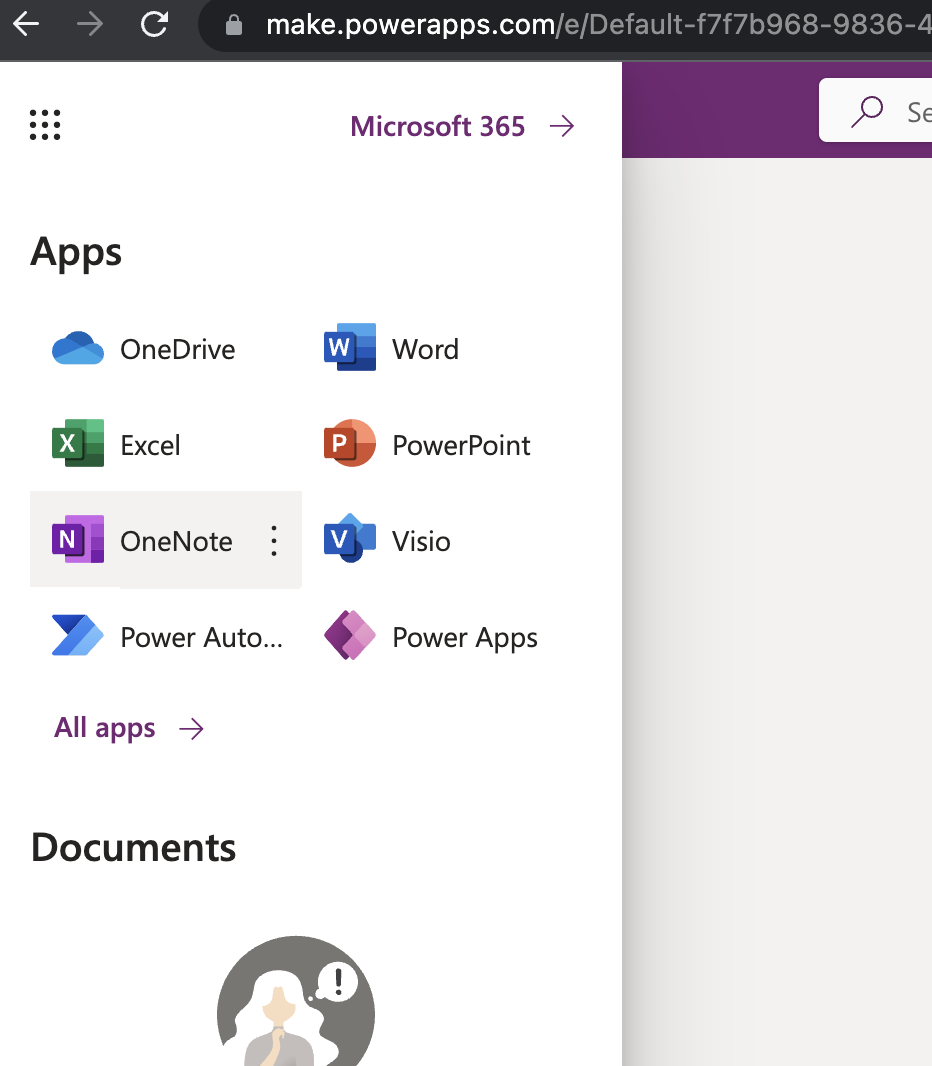 make.powerapps.com/e/Default-f7f7b968-9836-4
Microsoft 365
Se
Apps
OneDrive
W Word
X Excel
P PowerPoint
N OneNote
V Visio
Power Auto...
Power Apps
All apps
Documents
!